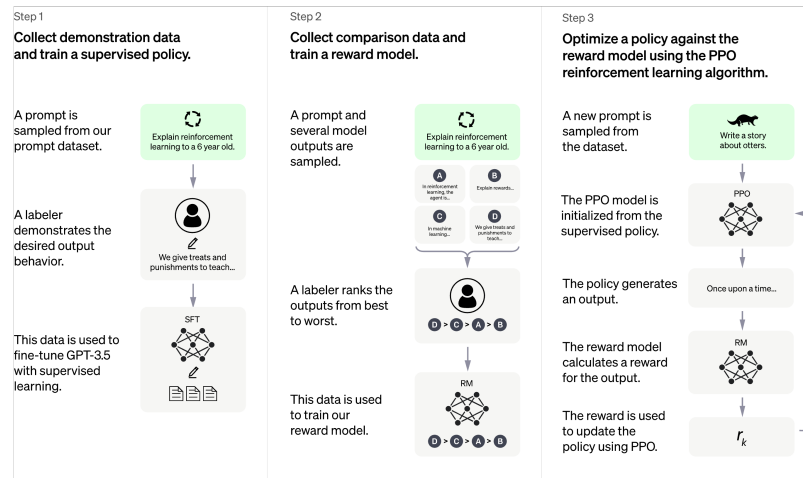 Step 1
Collect demonstration data
and train a supervised policy.
A prompt is
sampled from our
prompt dataset.
Explain reinforcement
learning to a 6 year old.
A labeler
demonstrates the
desired output
behavior.
We give treats and
punishments to teach...
This data is used to
fine-tune GPT-3.5
with supervised
learning.
SFT
Step 2
Collect comparison data and
train a reward model.
A prompt and
several model
outputs are
sampled.
Explain reinforcement
learning to a 6 year old.
A
In reinforcement
learning, the
agent is...
B
Explain rewards...
C
In machine
learning...
D
We give treats and
punishments to
teach...
A labeler ranks the
outputs from best
to worst.
D > C > A > B
This data is used
to train our
reward model.
RM
D > C > A > B
Step 3
Optimize a policy against the
reward model using the PPO
reinforcement learning algorithm.
A new prompt is
sampled from
the dataset.
Write a story
about otters.
The PPO model is
initialized from the
supervised policy.
PPO
The policy generates
an output.
Once upon a time...
The reward model
calculates a reward
for the output.
RM
The reward is used
to update the
policy using PPO.
rk